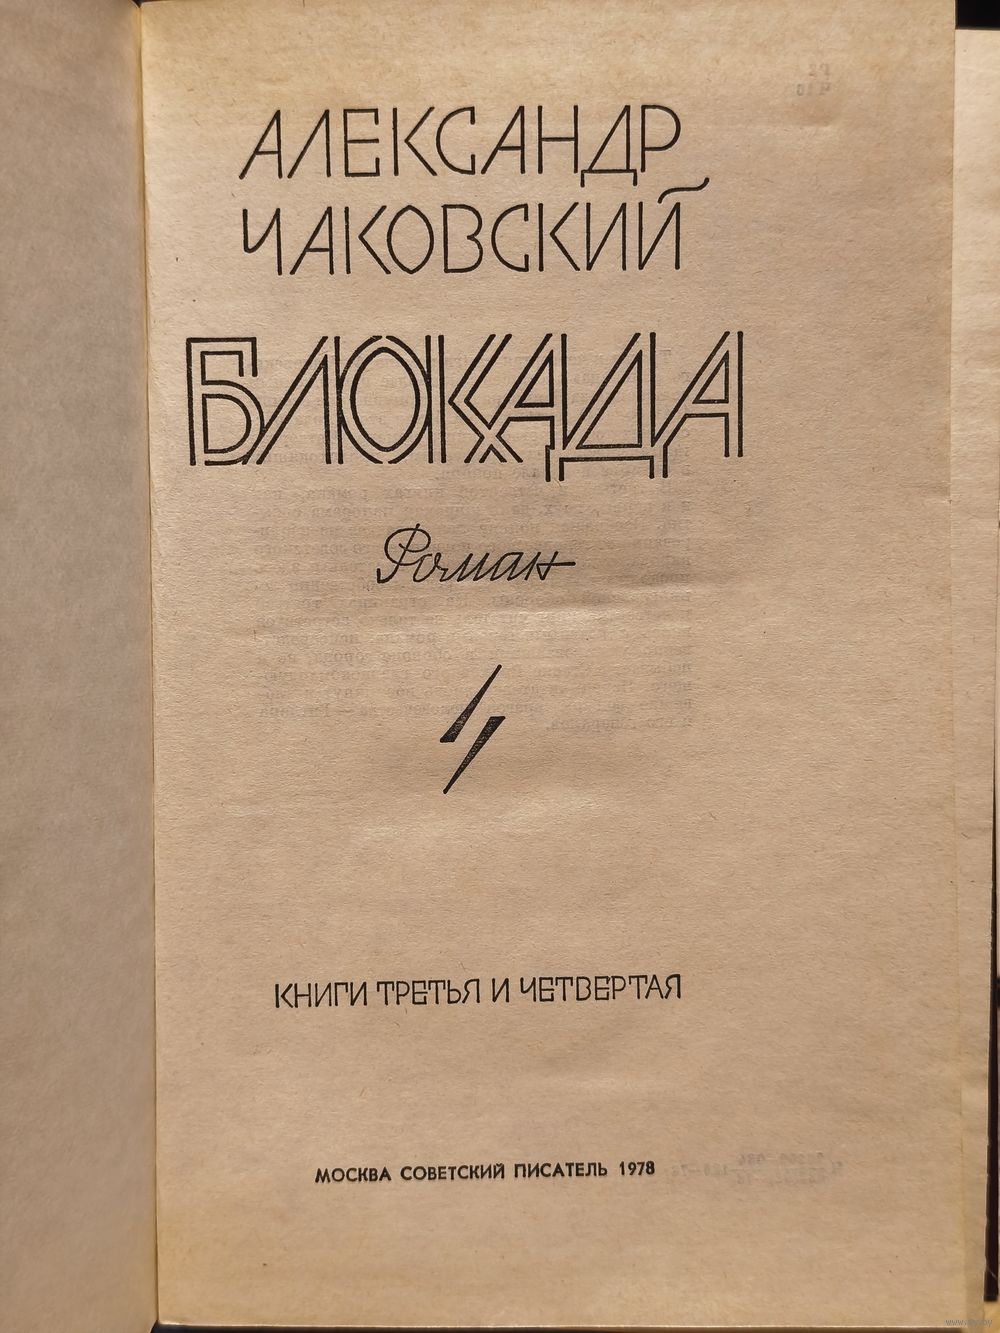 АЛЕКСАНДР
ЧАКОВСКИЙ
БЛОКАДА
Роман
КНИГИ ТРЕТЬЯ И ЧЕТВЕРТАЯ
МОСКВА СОВЕТСКИЙ ПИСАТЕЛЬ 1978